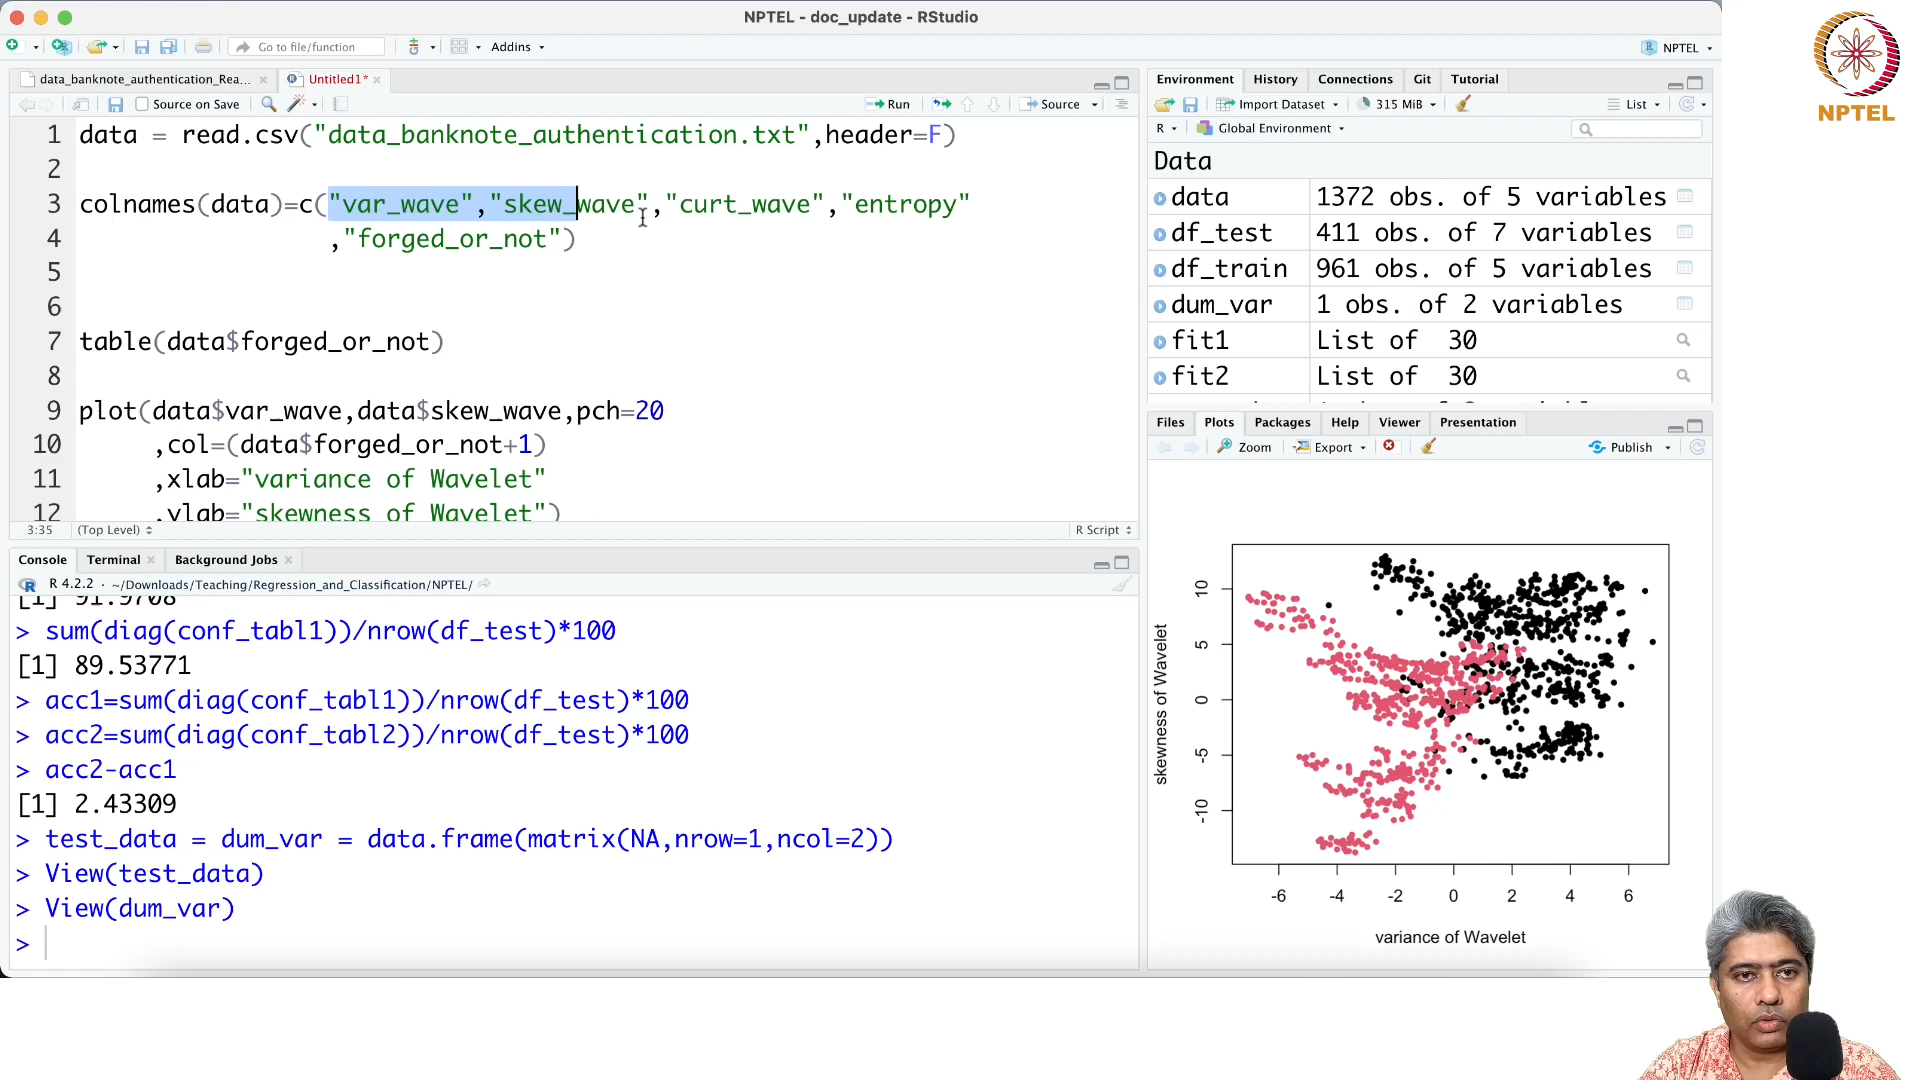 NPTEL - doc_update - RStudio
Go to file/function
Addins
NPTEL
NPTEL
data_banknote_authentication_Rea...
Untitled1*
Source on Save
Run
Source
1 data = read.csv("data_banknote_authentication.txt",header=F)
2
3 colnames(data)=c("var_wave","skew_wave","curt_wave","entropy"
4 ,"forged_or_not")
5
6
7 table(data$forged_or_not)
8
9 plot(data$var_wave,data$skew_wave,pch=20
10 ,col=(data$forged_or_not+1)
11 ,xlab="variance of Wavelet"
12 ,ylab="skewness of Wavelet")
3:35 (Top Level) R Script
Console Terminal Background Jobs
R 4.2.2 · ~/Downloads/Teaching/Regression_and_Classification/NPTEL/
[1] 91.9708
> sum(diag(conf_tabl1))/nrow(df_test)*100
[1] 89.53771
> acc1=sum(diag(conf_tabl1))/nrow(df_test)*100
> acc2=sum(diag(conf_tabl2))/nrow(df_test)*100
> acc2-acc1
[1] 2.43309
> test_data = dum_var = data.frame(matrix(NA,nrow=1,ncol=2))
> View(test_data)
> View(dum_var)
>
Environment History Connections Git Tutorial
Import Dataset 315 MiB List
R Global Environment
Data
data 1372 obs. of 5 variables
df_test 411 obs. of 7 variables
df_train 961 obs. of 5 variables
dum_var 1 obs. of 2 variables
fit1 List of 30
fit2 List of 30
Files Plots Packages Help Viewer Presentation
Zoom Export Publish
skewness of Wavelet
10
5
0
-5
-10
-6 -4 -2 0 2 4 6
variance of Wavelet